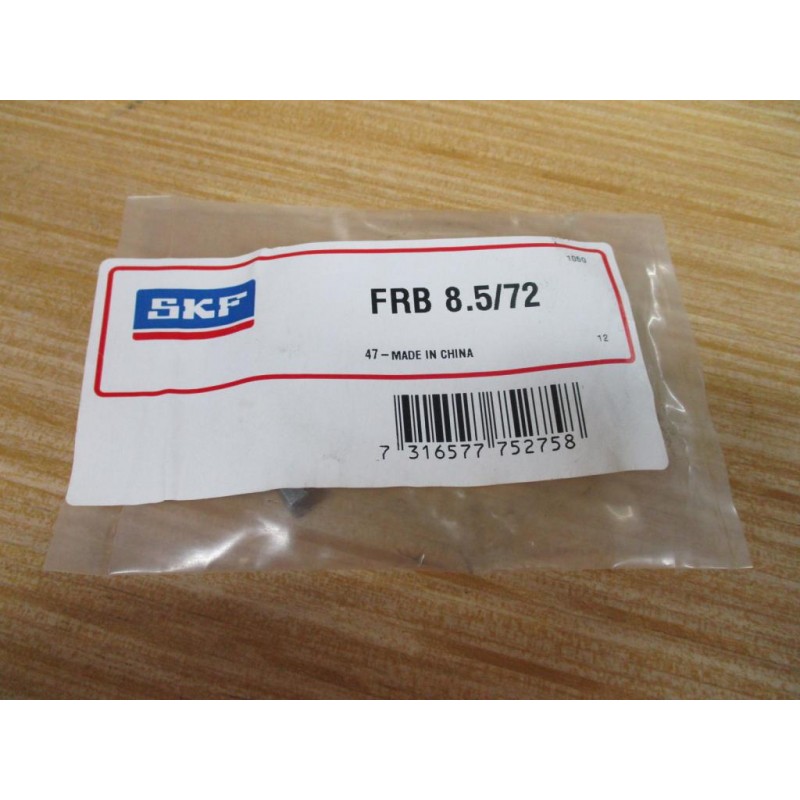 SKF
FRB 8.5/72
1060
47-MADE IN CHINA
12
7 316577 752758